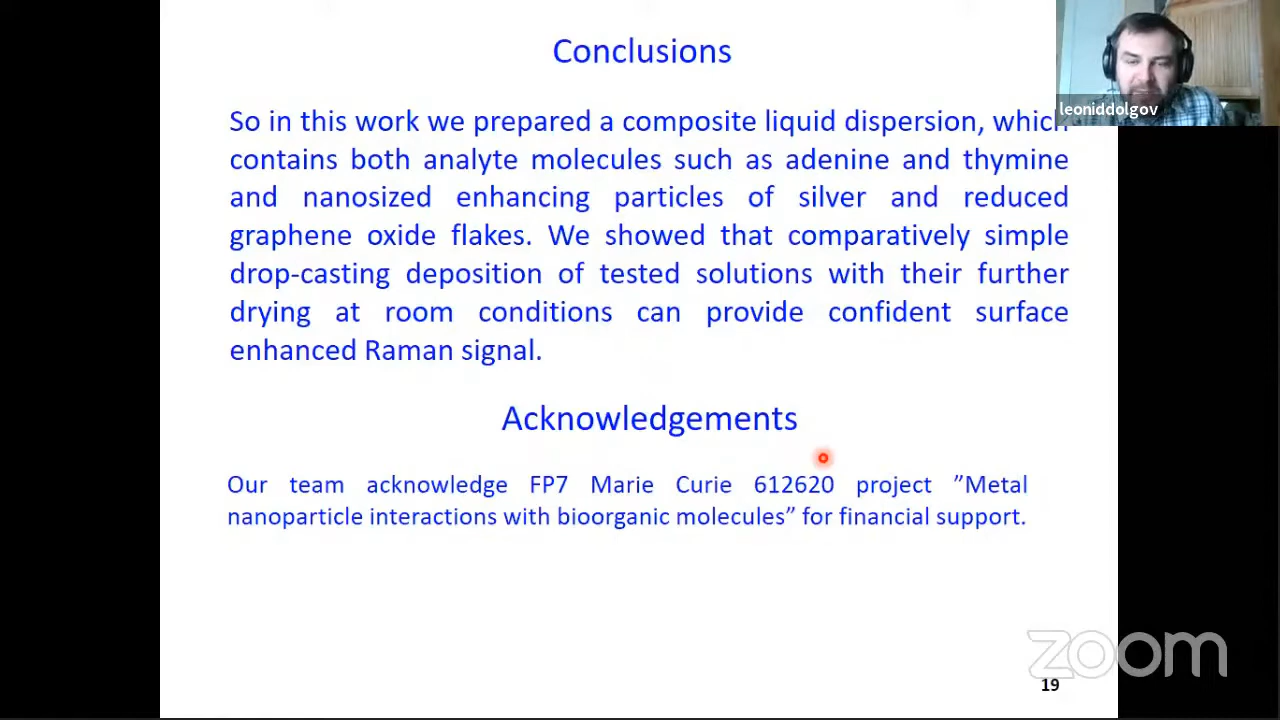 Conclusions
leoniddolgov
So in this work we prepared a composite liquid dispersion, which
contains both analyte molecules such as adenine and thymine
and nanosized enhancing particles of silver and reduced
graphene oxide flakes. We showed that comparatively simple
drop-casting deposition of tested solutions with their further
drying at room conditions can provide confident surface
enhanced Raman signal.
Acknowledgements
Our team acknowledge FP7 Marie Curie 612620 project ”Metal
nanoparticle interactions with bioorganic molecules” for financial support.
zoom
19